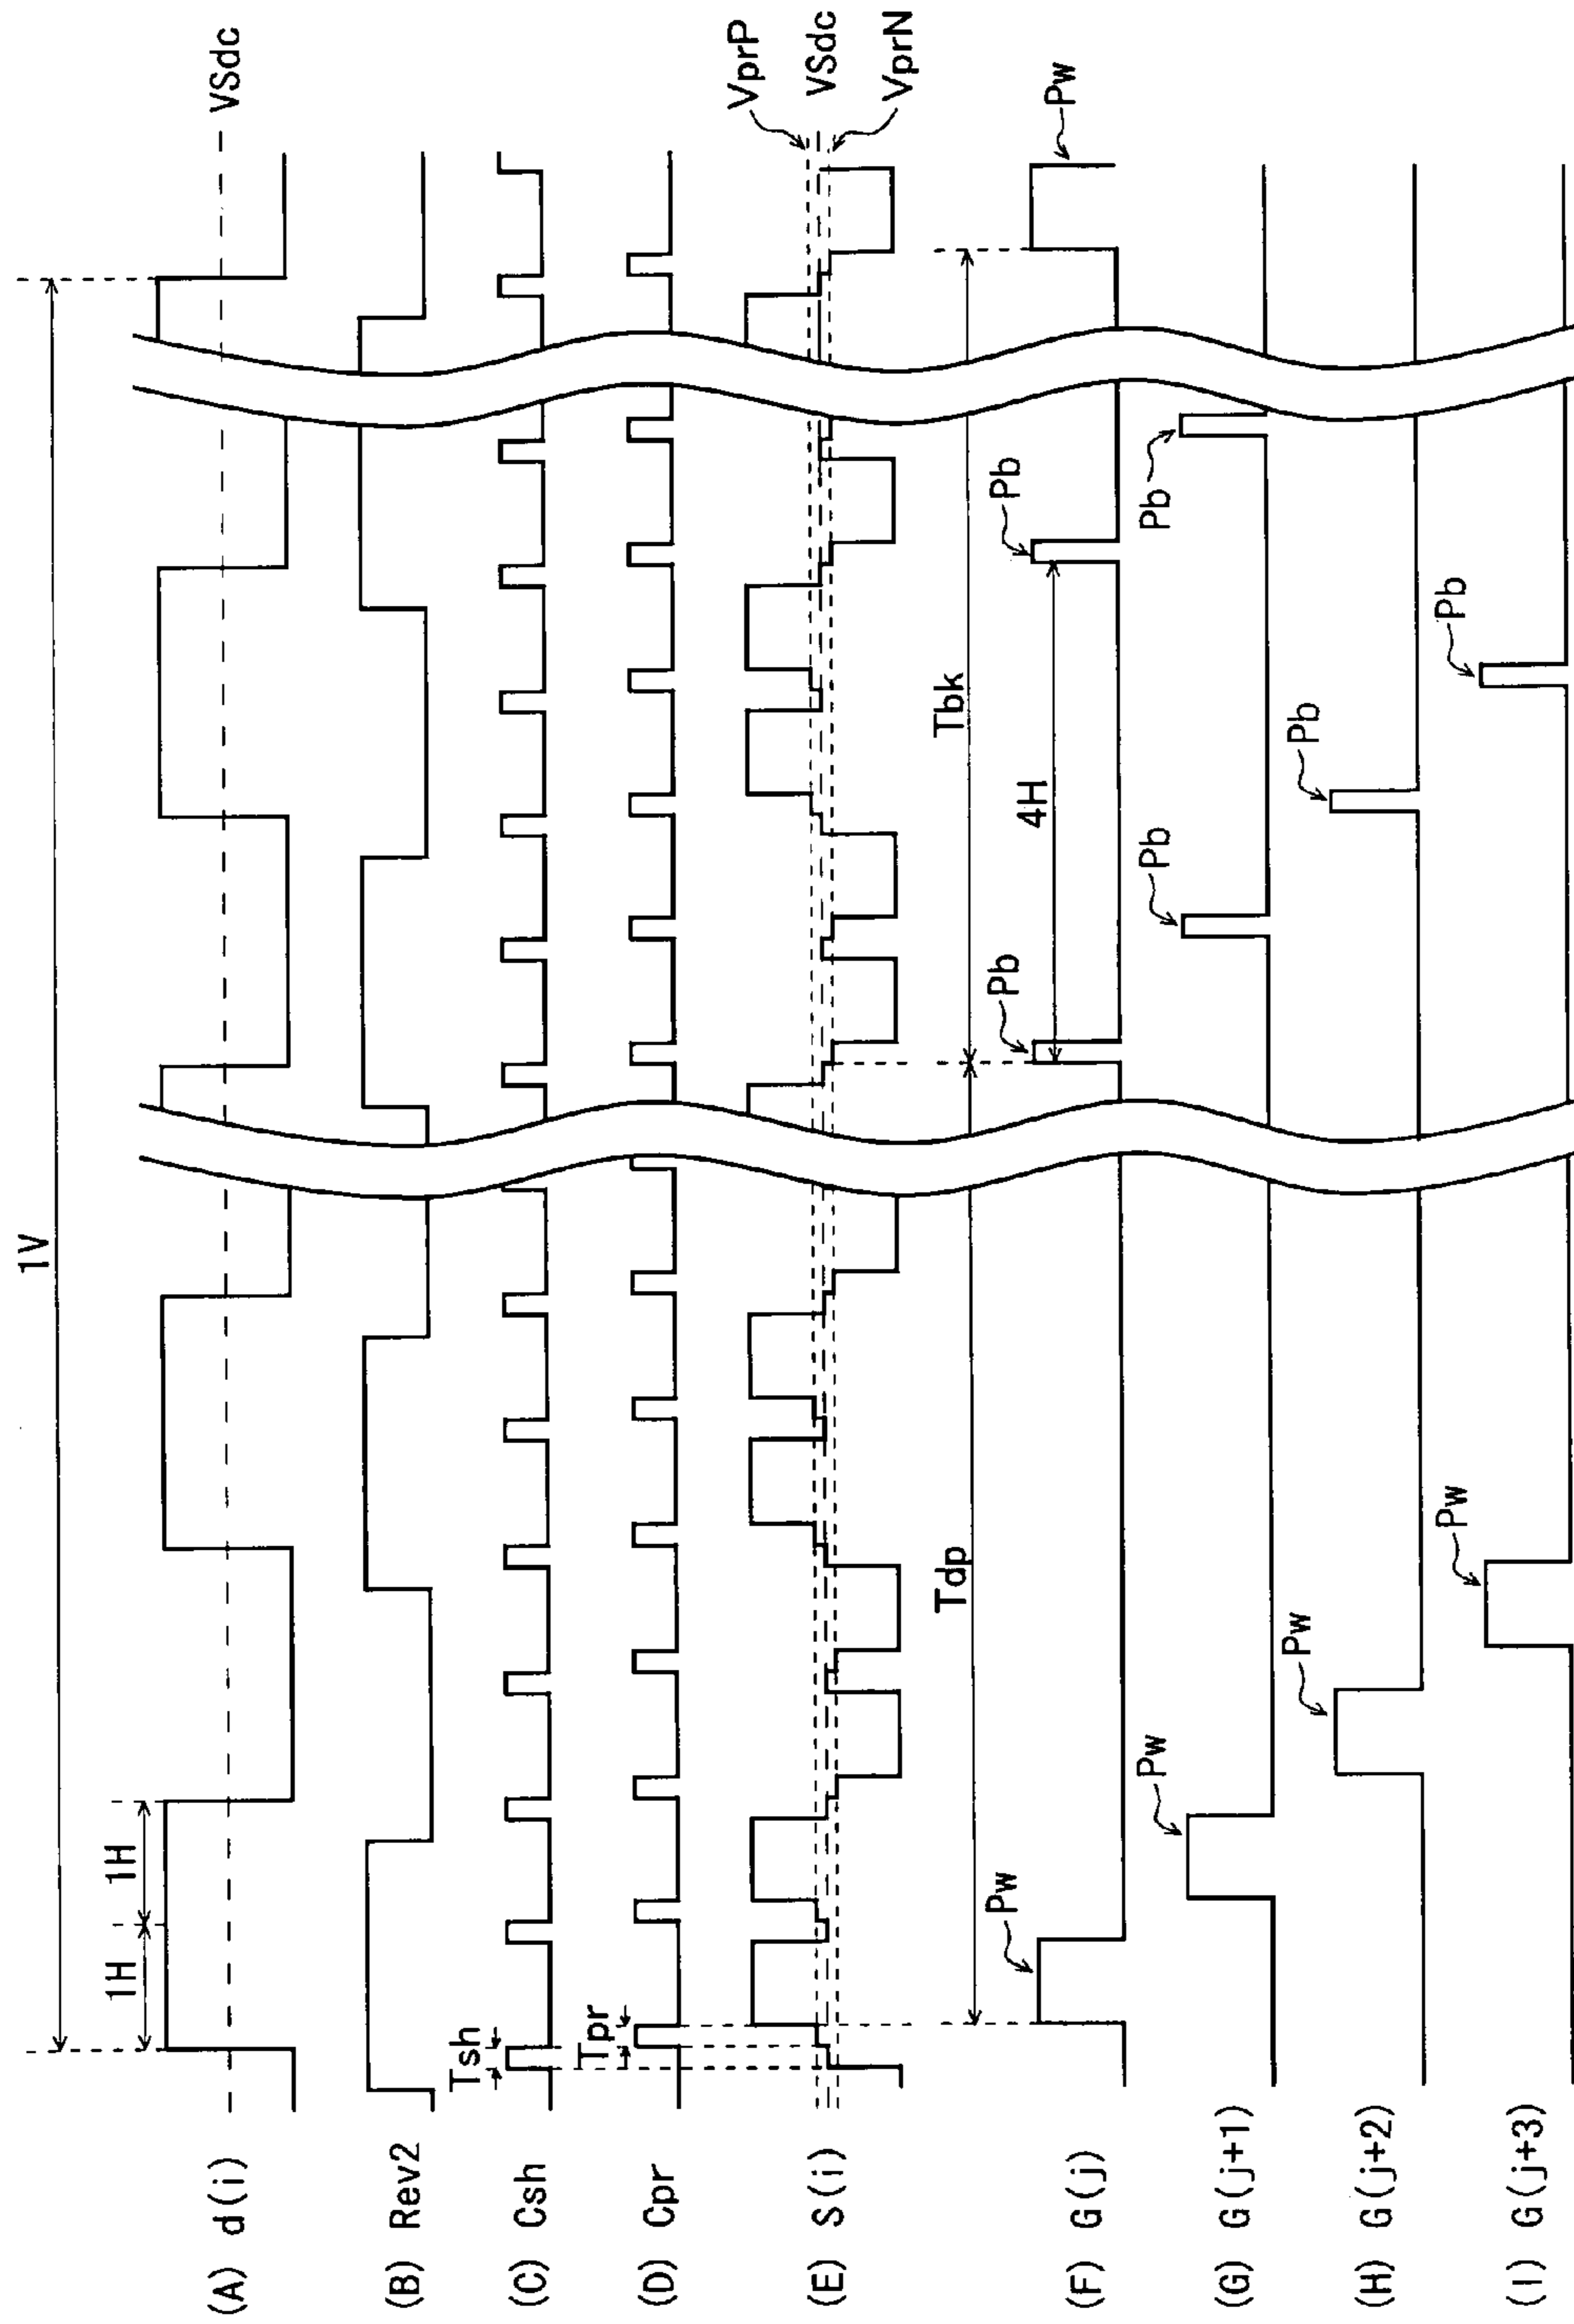 1V
1H 1H
(A) d(i)
VSdc
(B) Rev2
Tsh
(C) Csh
Tpr
(D) Cpr
VprP
(E) S(i)
VSdc
VprN
Tdp
Tbk
(F) G(j)
Pw
Pb
4H
Pb
Pw
(G) G(j+1)
Pw
Pb
Pb
(H) G(j+2)
Pw
Pb
(I) G(j+3)
Pw
Pb